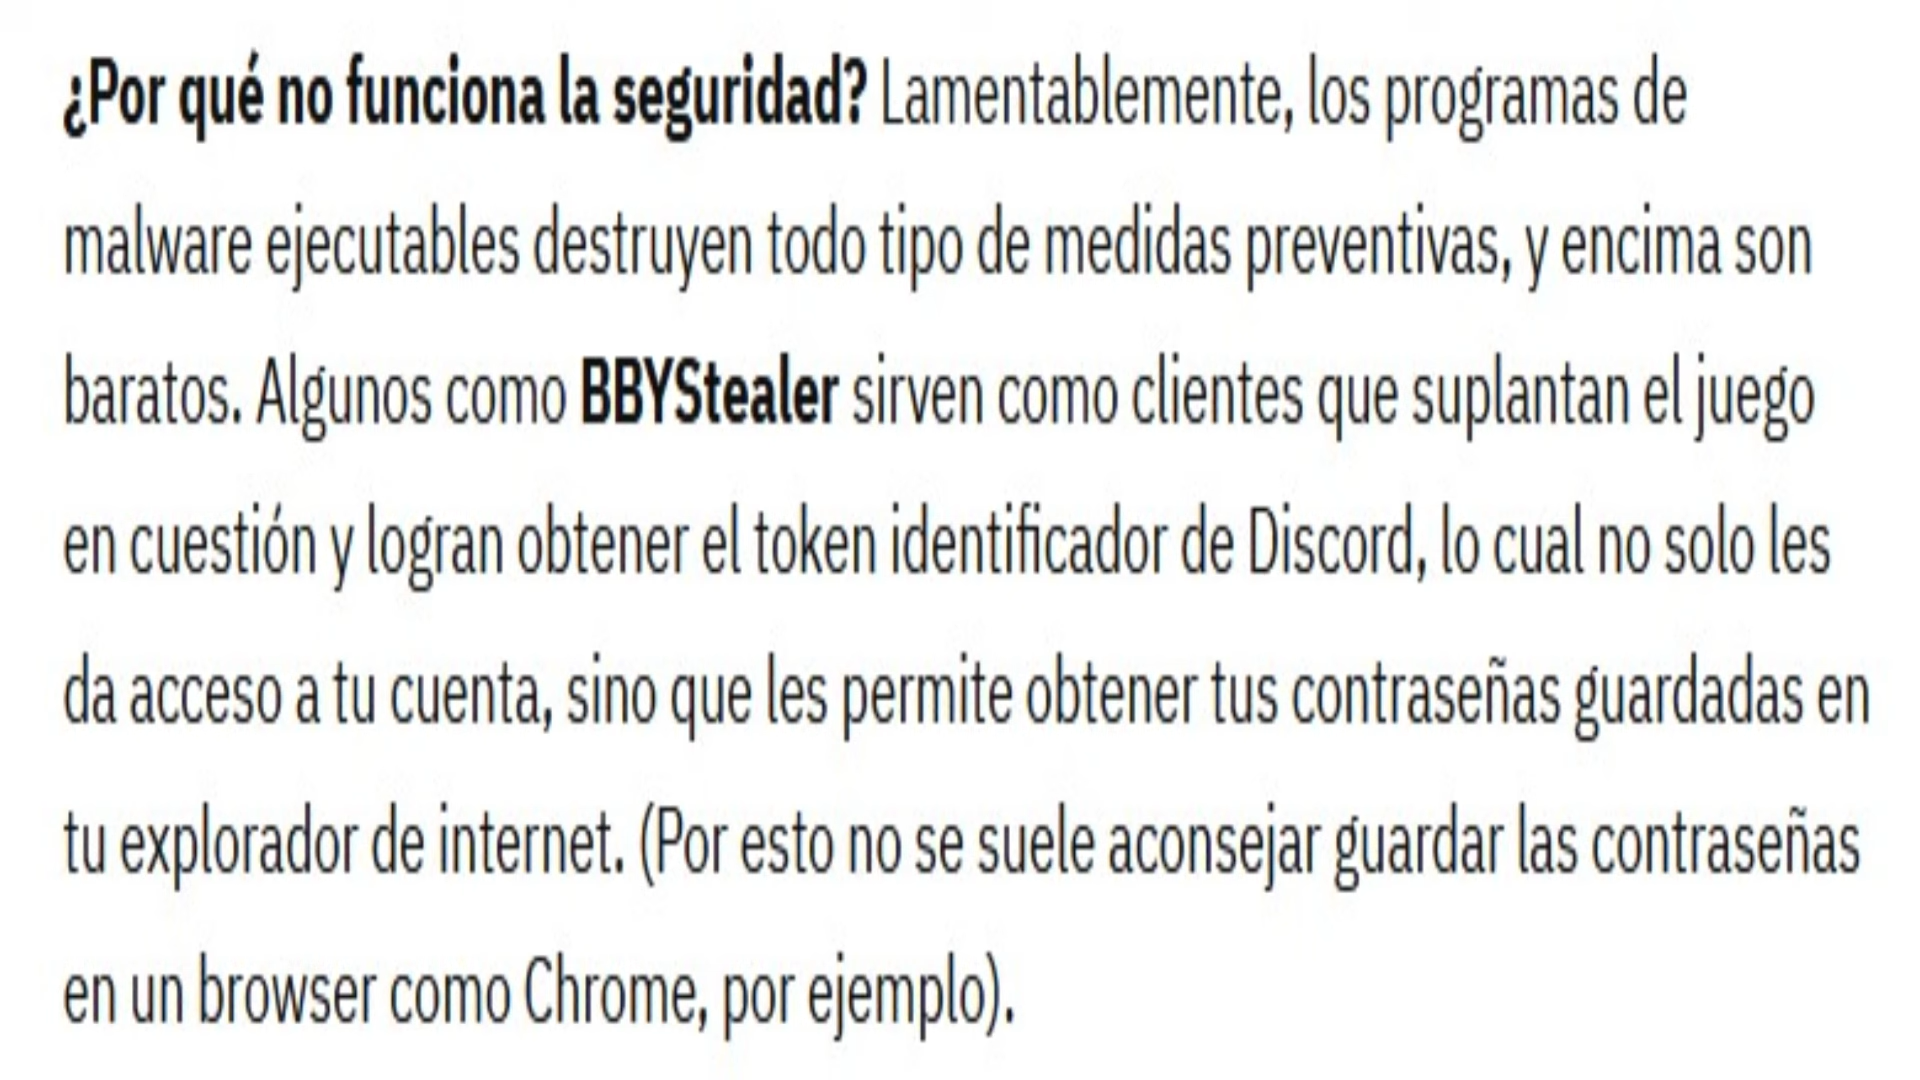 ¿Por qué no funciona la seguridad? Lamentablemente, los programas de
malware ejecutables destruyen todo tipo de medidas preventivas, y encima son
baratos. Algunos como BBYStealer sirven como clientes que suplantan el juego
en cuestión y logran obtener el token identificador de Discord, lo cual no solo les
da acceso a tu cuenta, sino que les permite obtener tus contraseñas guardadas en
tu explorador de internet. (Por esto no se suele aconsejar guardar las contraseñas
en un browser como Chrome, por ejemplo).